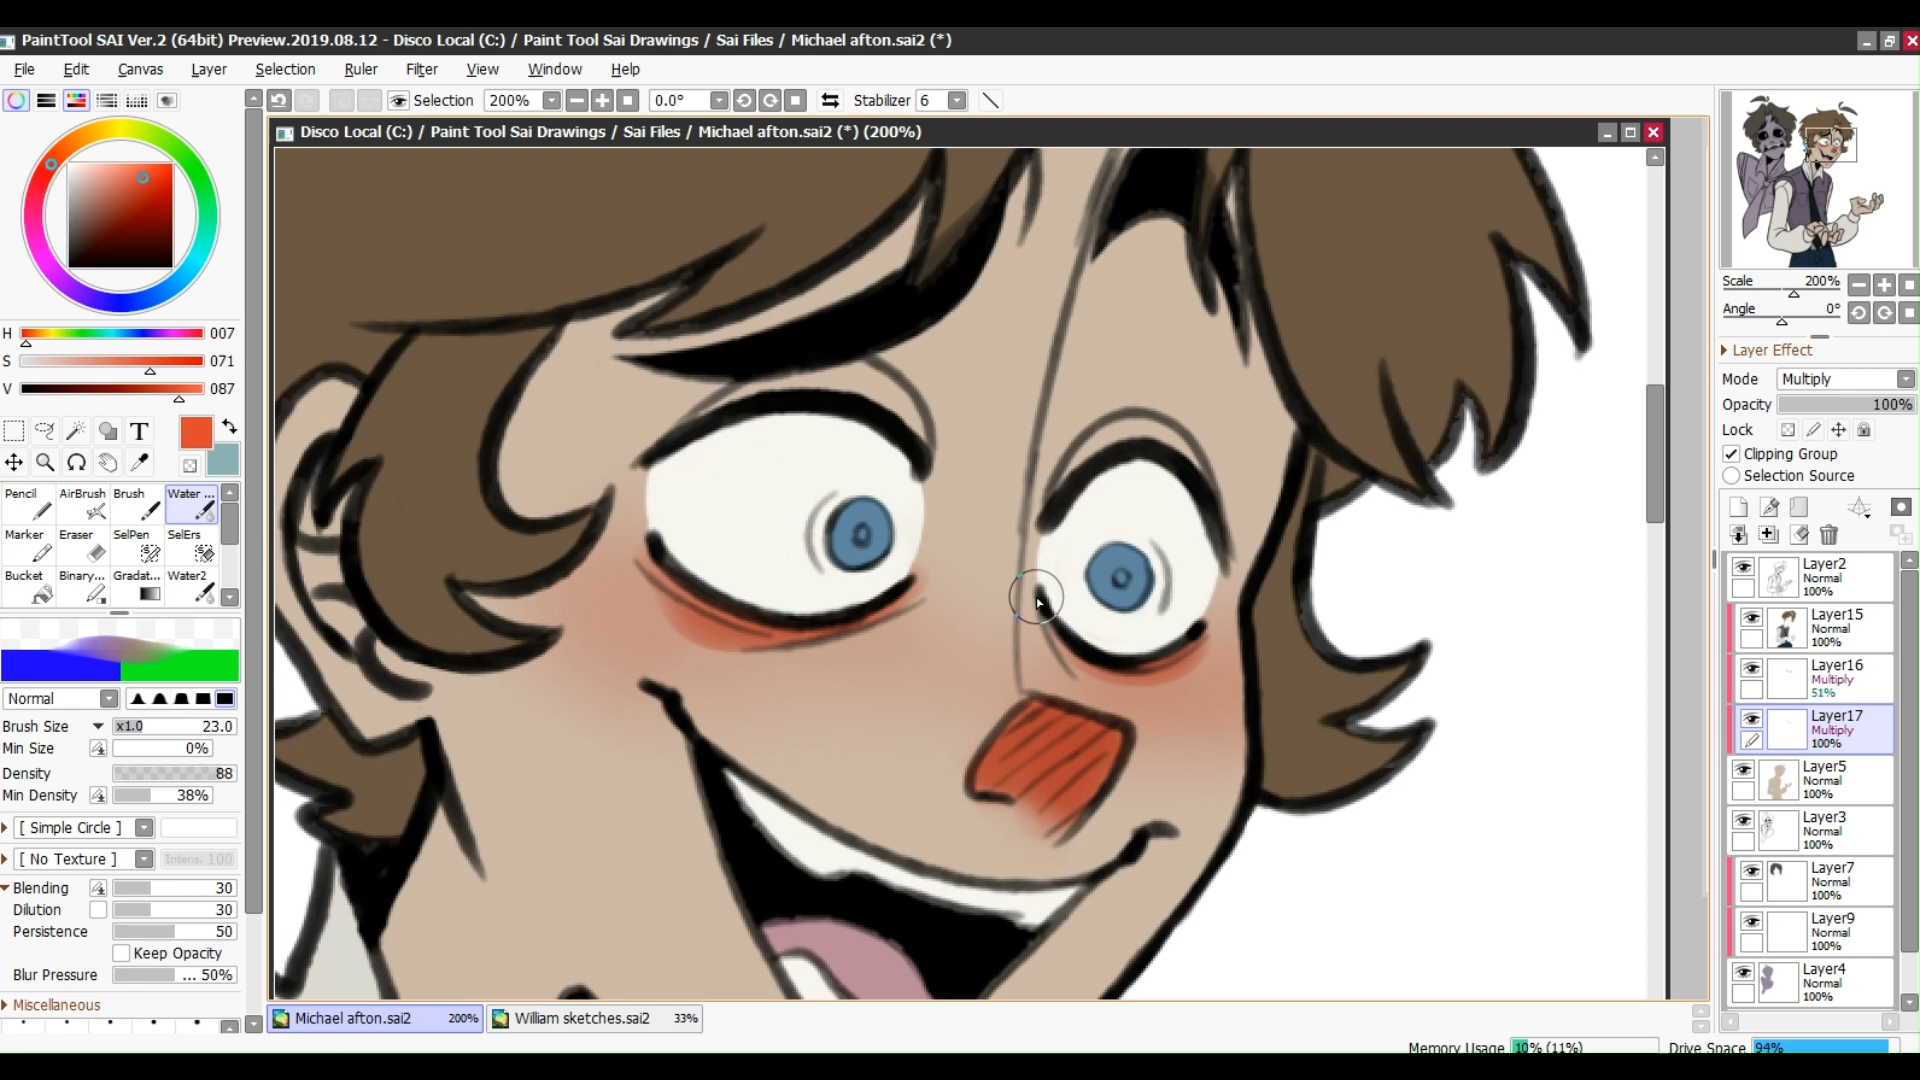 PaintTool SAI Ver.2 (64bit) Preview.2019.08.12 - Disco Local (C:) / Paint Tool Sai Drawings / Sai Files / Michael afton.sai2 (*)
File Edit Canvas Layer Selection Ruler Filter View Window Help
Selection 200% 0.0° Stabilizer 6
Disco Local (C:) / Paint Tool Sai Drawings / Sai Files / Michael afton.sai2 (*) (200%)
H 007
S 071
V 087
T
Pencil AirBrush Brush Water ...
Marker Eraser SelPen SelErs
Bucket Binary... Gradat... Water2
Normal
Brush Size x1.0 23.0
Min Size 0%
Density 88
Min Density 38%
[ Simple Circle ]
[ No Texture ] Intens. 100
Blending 30
Dilution 30
Persistence 50
Keep Opacity
Blur Pressure ... 50%
Miscellaneous
Scale 200%
Angle 0°
Layer Effect
Mode Multiply
Opacity 100%
Lock
Clipping Group
Selection Source
Layer2
Normal
100%
Layer15
Normal
100%
Layer16
Multiply
51%
Layer17
Multiply
100%
Layer5
Normal
100%
Layer3
Normal
100%
Layer7
Normal
100%
Layer9
Normal
100%
Layer4
Normal
100%
Michael afton.sai2 200% William sketches.sai2 33%
Memory Usage 10% (11%) Drive Space 94%